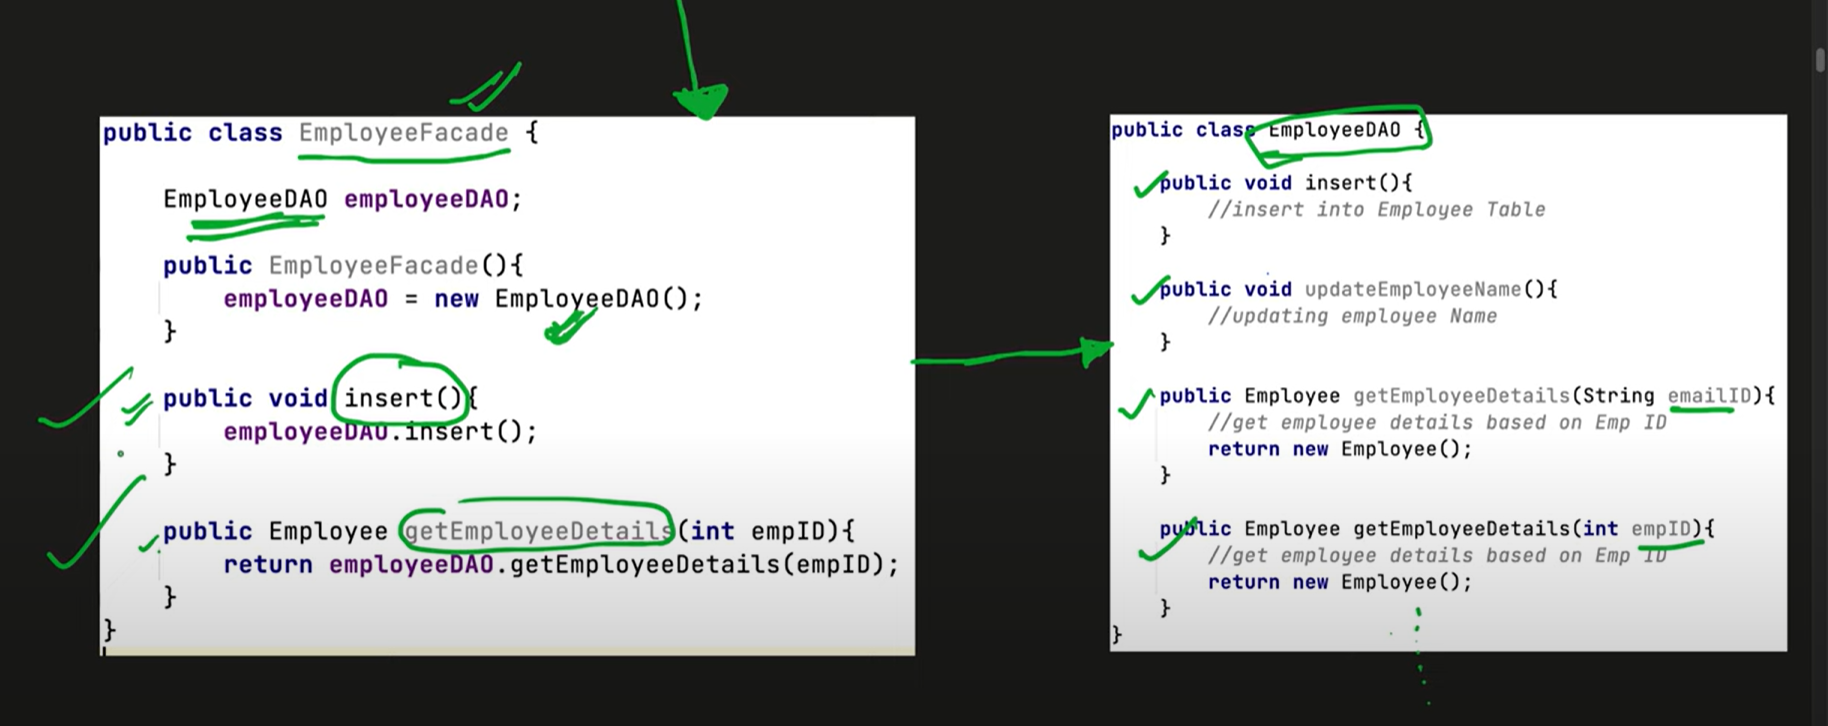 public class EmployeeFacade {
EmployeeDAO employeeDAO;
public EmployeeFacade(){
employeeDAO = new EmployeeDAO();
}
public void insert(){
employeeDAO.insert();
}
public Employee getEmployeeDetails(int empID){
return employeeDAO.getEmployeeDetails(empID);
}
}
public class EmployeeDAO {
public void insert(){
//insert into Employee Table
}
public void updateEmployeeName(){
//updating employee Name
}
public Employee getEmployeeDetails(String emailID){
//get employee details based on Emp ID
return new Employee();
}
public Employee getEmployeeDetails(int empID){
//get employee details based on Emp ID
return new Employee();
}
}